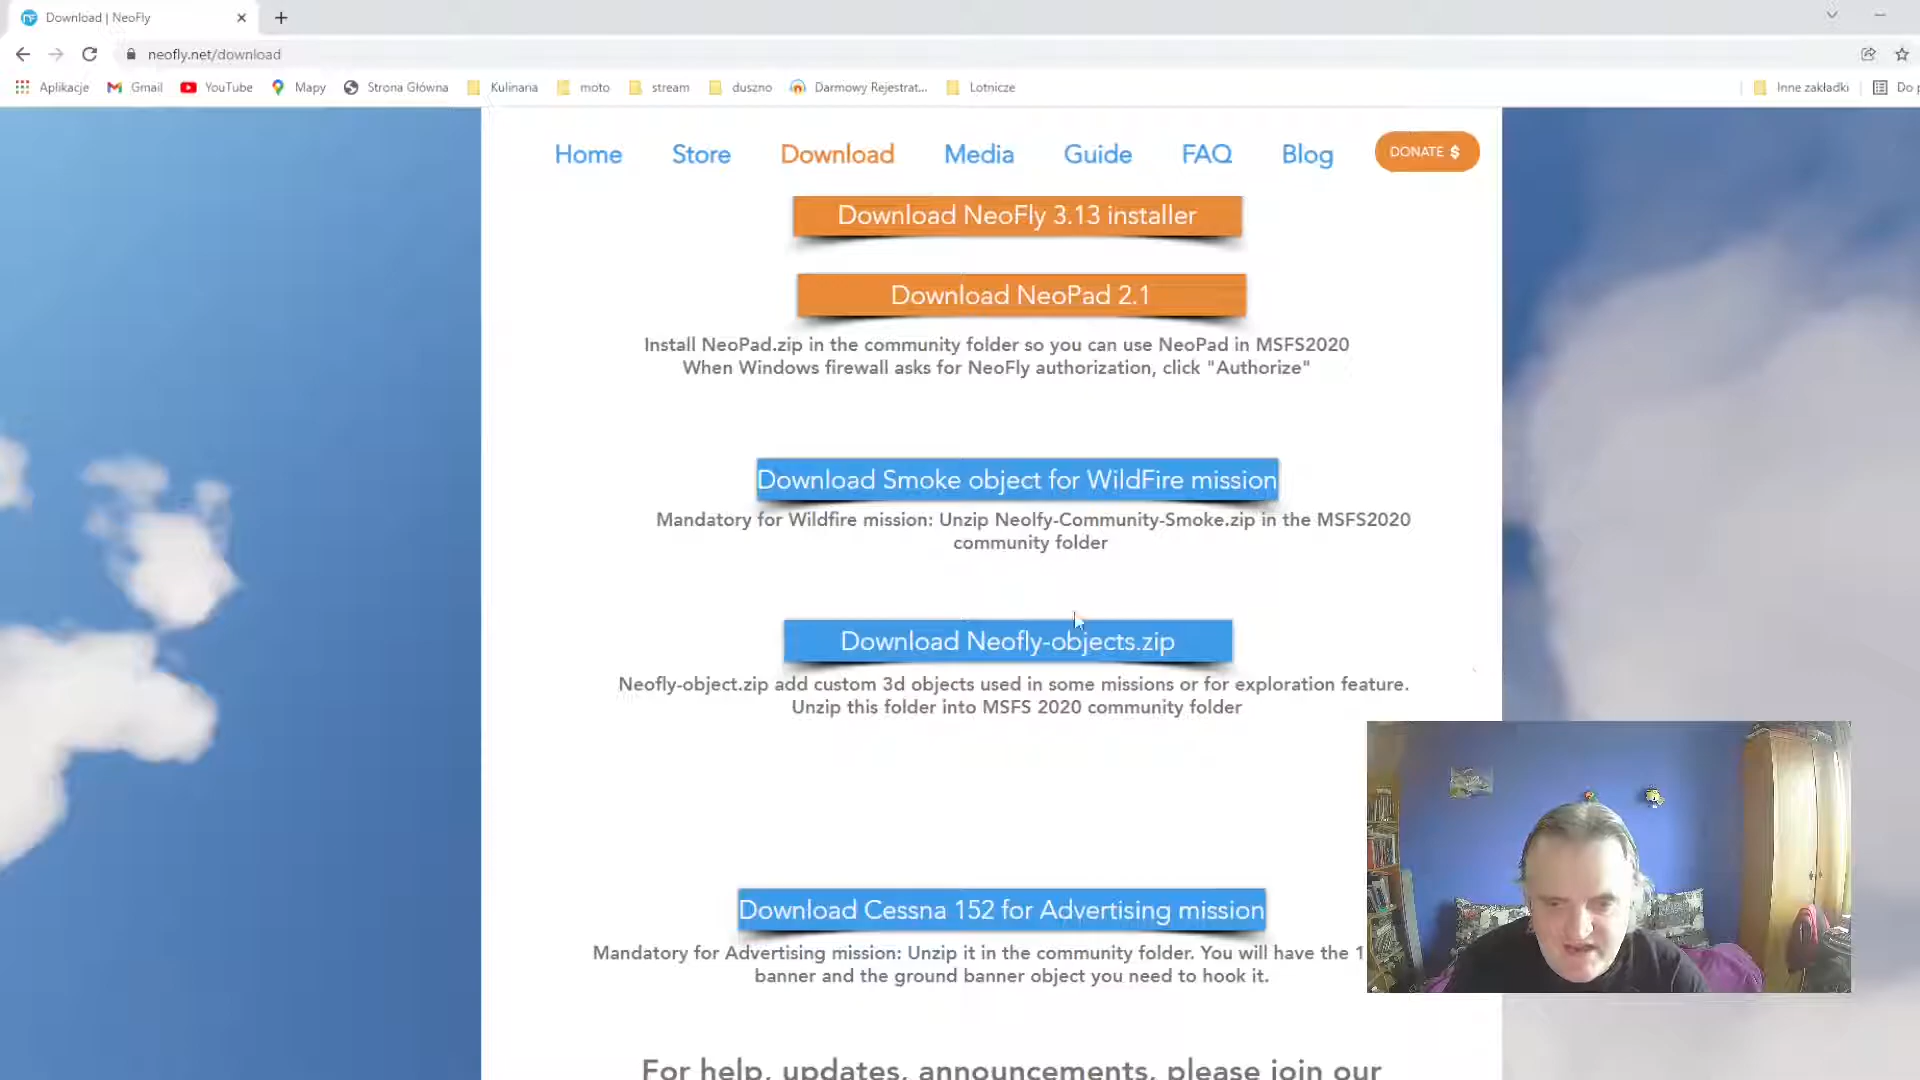 Download | NeoFly
neofly.net/download
Aplikacje
Gmail
YouTube
Mapy
Strona Główna
Kulinaria
moto
stream
duszno
Darmowy Rejestrat...
Lotnicze
Inne zakładki
Do p
Home
Store
Download
Media
Guide
FAQ
Blog
DONATE $
Download NeoFly 3.13 installer
Download NeoPad 2.1
Install NeoPad.zip in the community folder so you can use NeoPad in MSFS2020
When Windows firewall asks for NeoFly authorization, click "Authorize"
Download Smoke object for WildFire mission
Mandatory for Wildfire mission: Unzip Neolfy-Community-Smoke.zip in the MSFS2020
community folder
Download Neofly-objects.zip
Neofly-object.zip add custom 3d objects used in some missions or for exploration feature.
Unzip this folder into MSFS 2020 community folder
Download Cessna 152 for Advertising mission
Mandatory for Advertising mission: Unzip it in the community folder. You will have the 1
banner and the ground banner object you need to hook it.
For help, updates, announcements, please join our